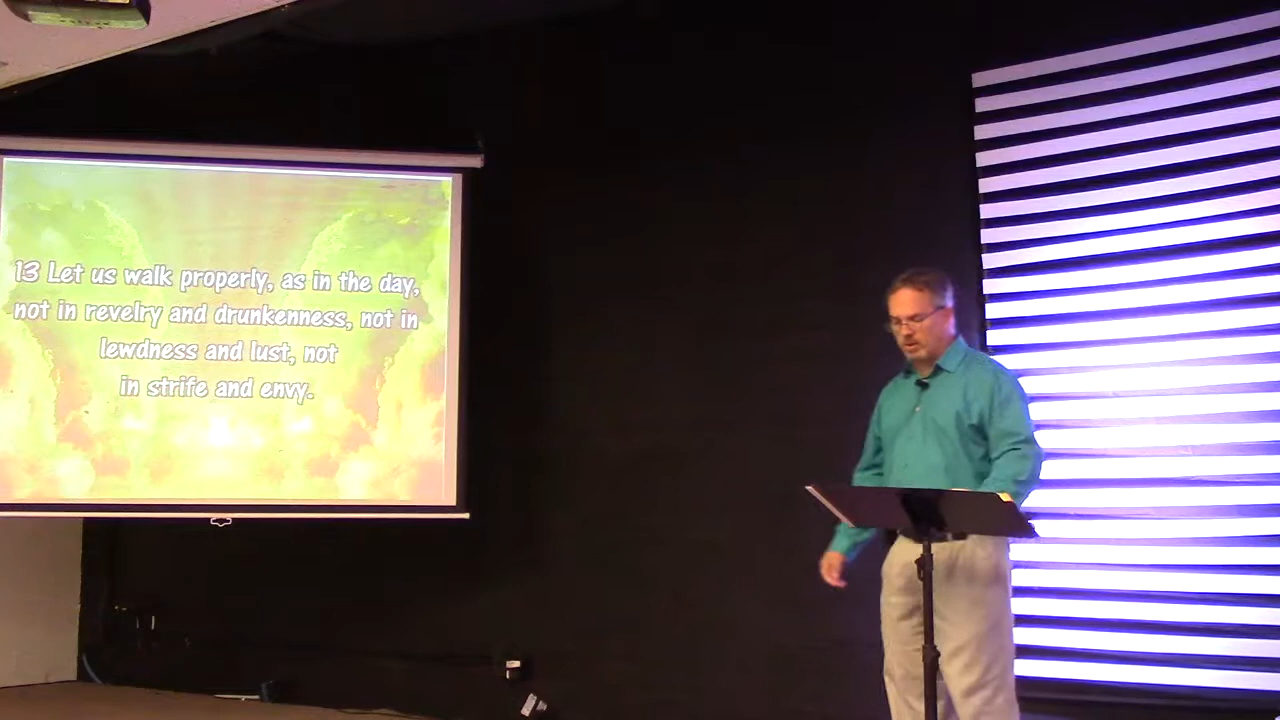 13 Let us walk properly, as in the day,
not in revelry and drunkenness, not in
lewdness and lust, not
in strife and envy.